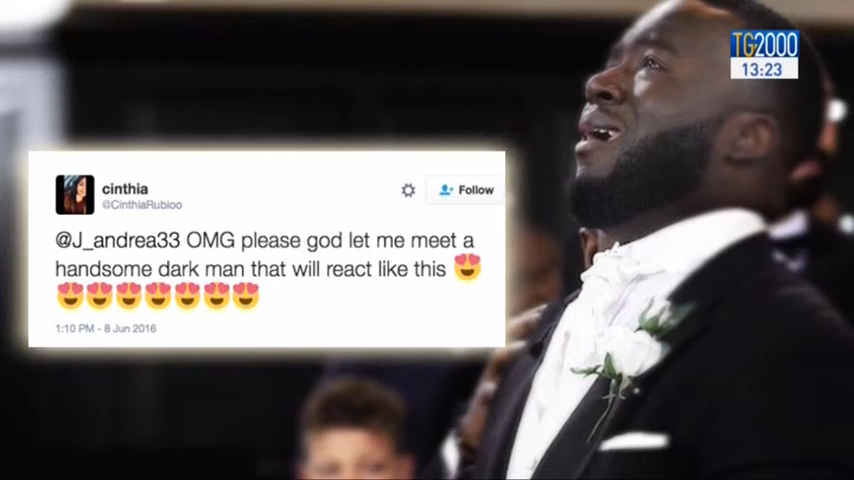 TG2000
13:23
cinthia
@CinthiaRubioo
Follow
@J_andrea33 OMG please god let me meet a
handsome dark man that will react like this 😍
😍😍😍😍😍😍😍
1:10 PM - 8 Jun 2016